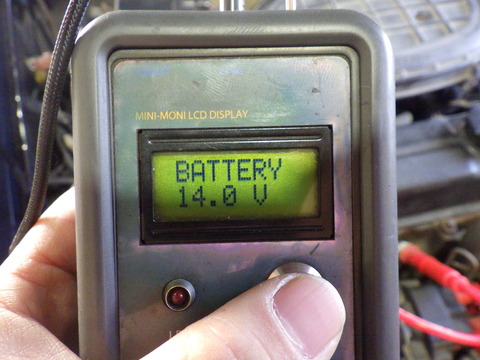 MINI-MONI LCD DISPLAY
BATTERY
14.0 V